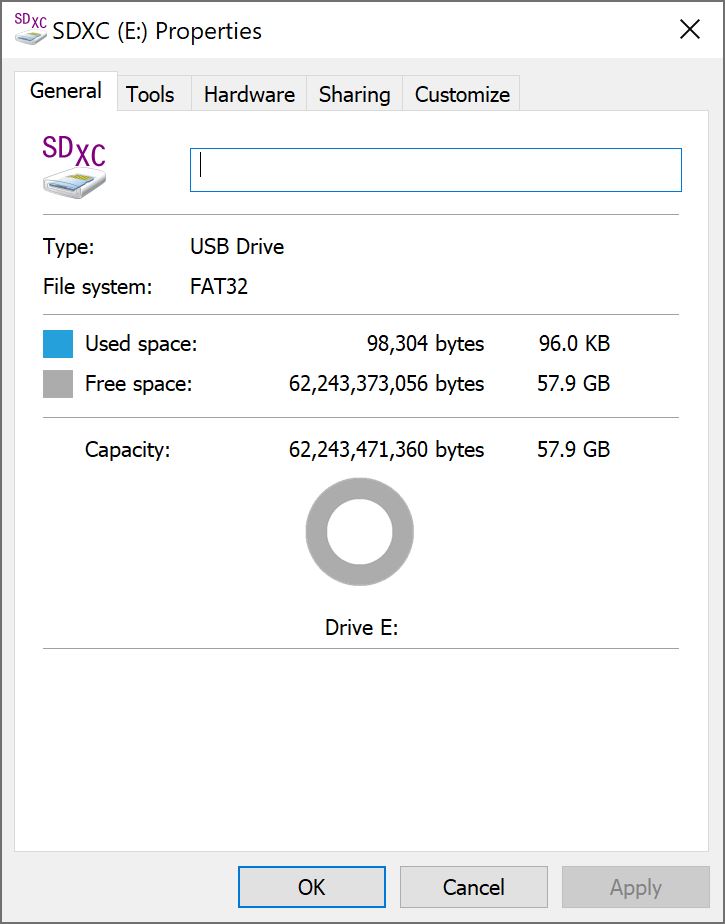 SDXC
SDXC (E:) Properties
General Tools Hardware Sharing Customize
SDXC
Type: USB Drive
File system: FAT32
Used space: 98,304 bytes 96.0 KB
Free space: 62,243,373,056 bytes 57.9 GB
Capacity: 62,243,471,360 bytes 57.9 GB
Drive E:
OK Cancel Apply